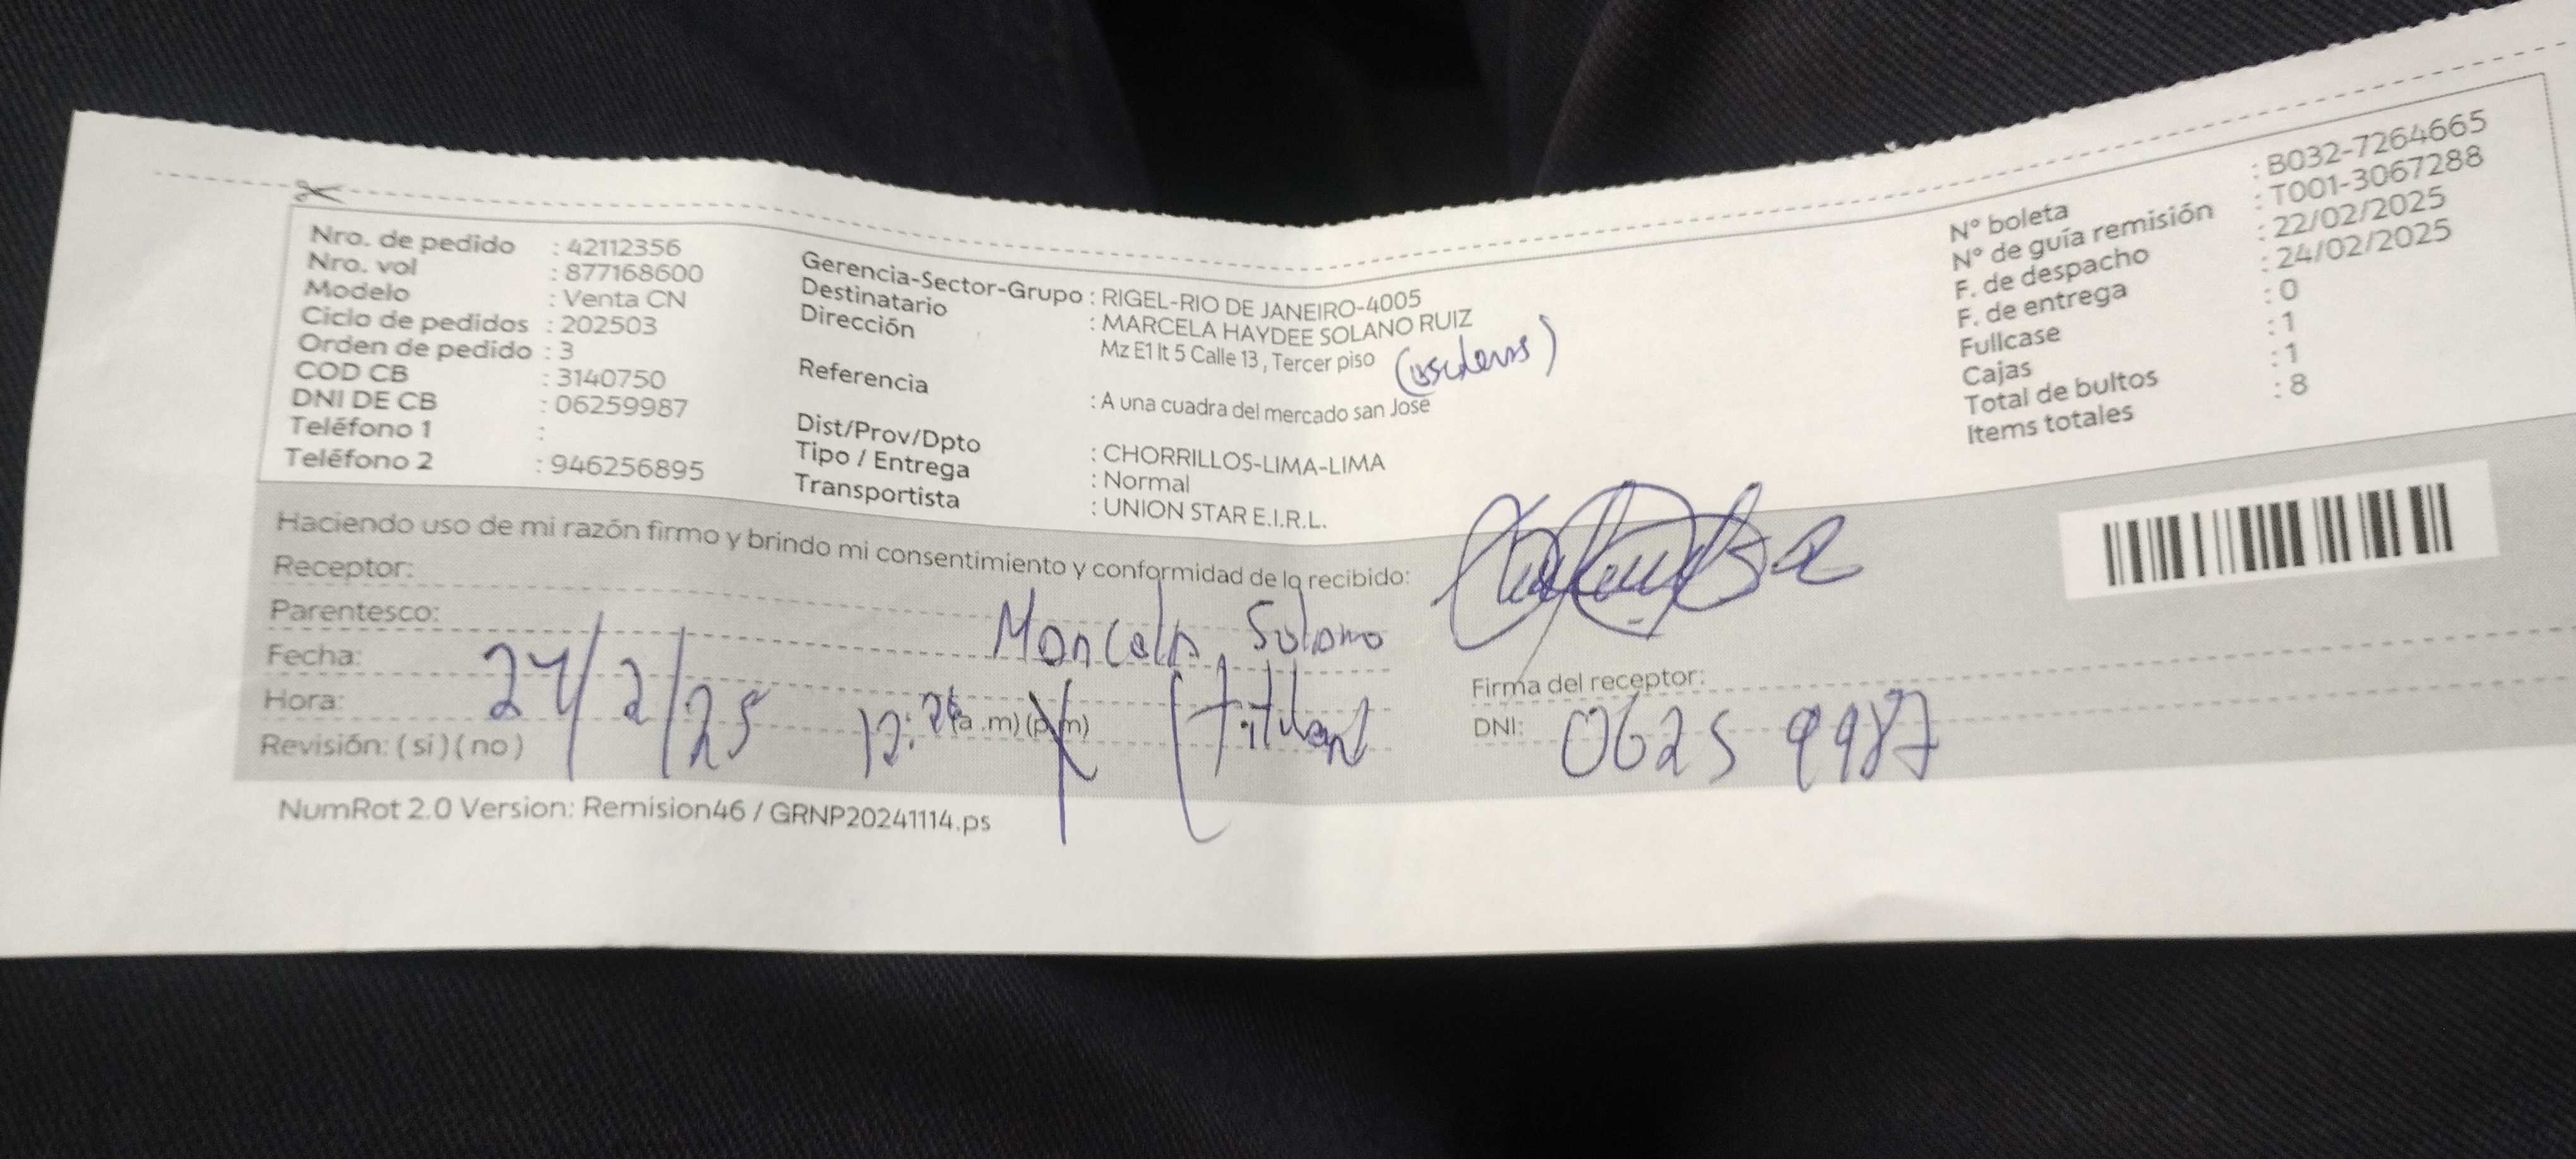 Nro. de pedido : 42112356
Nro. vol : 877168600
Modelo : Venta CN
Ciclo de pedidos : 202503
Orden de pedido : 3
COD CB : 3140750
DNI DE CB : 06259987
Teléfono 1 :
Teléfono 2 : 946256895
Gerencia-Sector-Grupo : RIGEL-RIO DE JANEIRO-4005
Destinatario : MARCELA HAYDEE SOLANO RUIZ
Dirección Mz E1 lt 5 Calle 13, Tercer piso
Referencia : A una cuadra del mercado san José
Dist/Prov/Dpto : CHORRILLOS-LIMA-LIMA
Tipo / Entrega : Normal
Transportista : UNION STAR E.I.R.L.
N° boleta : B032-7264665
N° de guía remisión : T001-3067288
F. de despacho : 22/02/2025
F. de entrega : 24/02/2025
Fullcase : 0
Cajas : 1
Total de bultos : 1
Items totales : 8
Haciendo uso de mi razón firmo y brindo mi consentimiento y conformidad de lo recibido:
Receptor:
Parentesco: Marcela Solano
Fecha: 24/2/25
Hora: 12: (a.m) (p.m) (titular)
Revisión: (si) (no)
Firma del receptor:
DNI: 06259987
NumRot 2.0 Version: Remision46 / GRNP20241114.ps